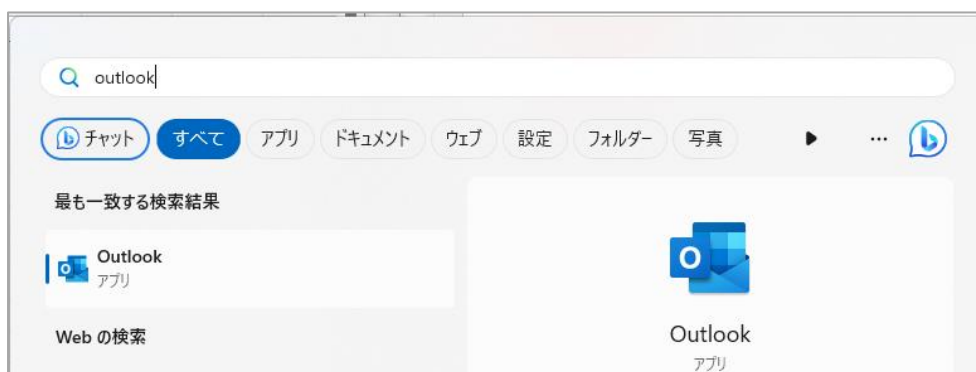 outlook
チャット すべて アプリ ドキュメント ウェブ 設定 フォルダー 写真 ▶ ...
最も一致する検索結果
Outlook
アプリ
Web の検索
Outlook
アプリ